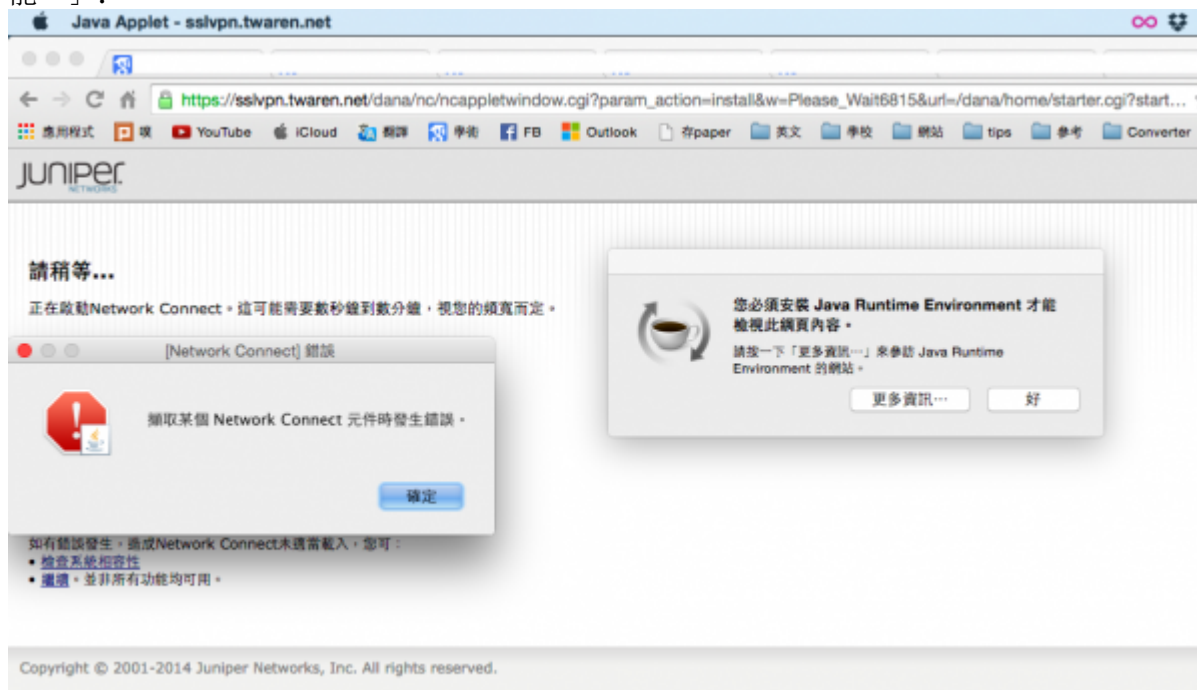 Java Applet - sslvpn.twaren.net
https://sslvpn.twaren.net/dana/nc/ncappletwindow.cgi?param_action=install&w=Please_Wait6815&url=/dana/home/starter.cgi?start...
應用程式 噗 YouTube iCloud 翻譯 學術 FB Outlook 存paper 英文 學校 網站 tips 參考 Converter
JUNIPER
NETWORKS
請稍等...
正在啟動Network Connect。這可能需要數秒鐘到數分鐘，視您的頻寬而定。
您必須安裝 Java Runtime Environment 才能
檢視此網頁內容。
請按一下「更多資訊⋯」來參訪 Java Runtime
Environment 的網站。
更多資訊⋯ 好
[Network Connect] 錯誤
擷取某個 Network Connect 元件時發生錯誤。
確定
如有錯誤發生，造成Network Connect未適當載入，您可：
• 檢查系統相容性
• 繼續。並非所有功能均可用。
Copyright © 2001-2014 Juniper Networks, Inc. All rights reserved.